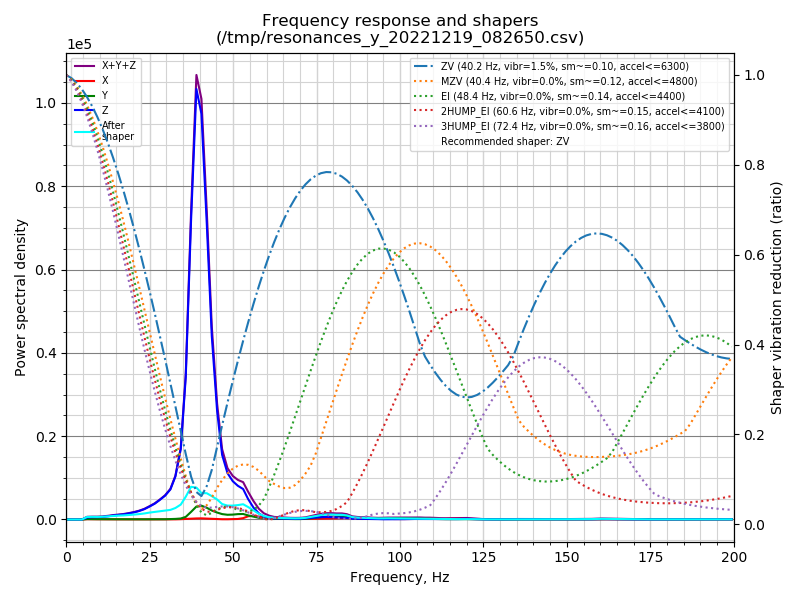 Frequency response and shapers
(/tmp/resonances_y_20221219_082650.csv)
1e5
X+Y+Z
X
Y
Z
After
shaper
ZV (40.2 Hz, vibr=1.5%, sm~=0.10, accel<=6300)
MZV (40.4 Hz, vibr=0.0%, sm~=0.12, accel<=4800)
EI (48.4 Hz, vibr=0.0%, sm~=0.14, accel<=4400)
2HUMP_EI (60.6 Hz, vibr=0.0%, sm~=0.15, accel<=4100)
3HUMP_EI (72.4 Hz, vibr=0.0%, sm~=0.16, accel<=3800)
Recommended shaper: ZV
Power spectral density
1.0
0.8
0.6
0.4
0.2
0.0
1.0
0.8
0.6
0.4
0.2
0.0
Shaper vibration reduction (ratio)
0 25 50 75 100 125 150 175 200
Frequency, Hz